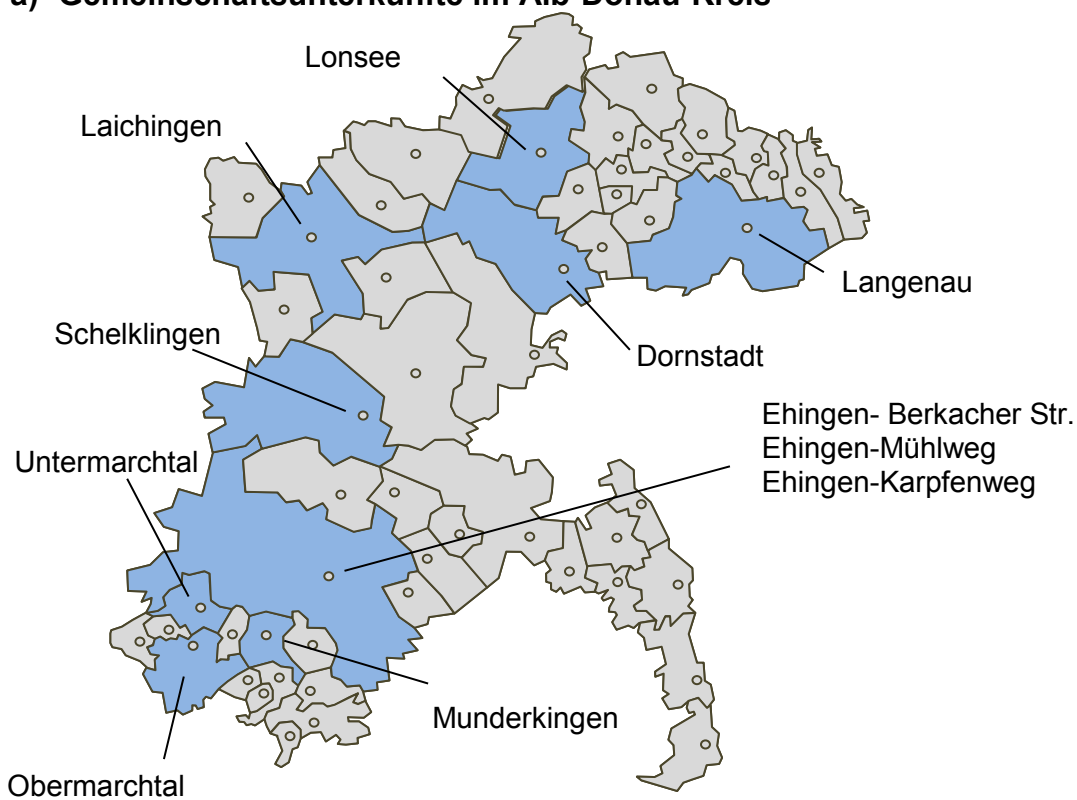 a) Gemeinschaftsunterkünfte im Alb-Donau-Kreis
Lonsee
Laichingen
Langenau
Schelklingen
Dornstadt
Ehingen- Berkacher Str.
Ehingen-Mühlweg
Ehingen-Karpfenweg
Untermarchtal
Munderkingen
Obermarchtal